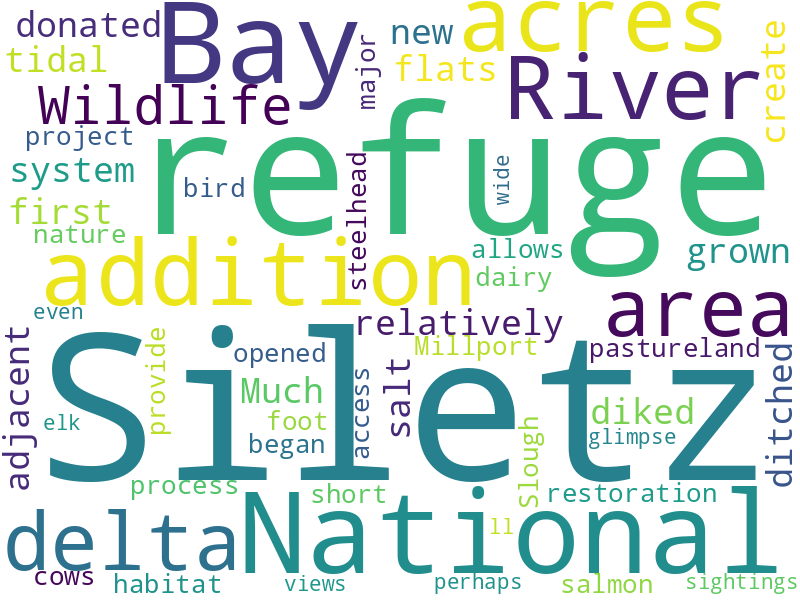 donated
Bay
new
acres
tidal
major
flats
River
create
Wildlife
project
refuge
system
bird
wide
first
steelhead
nature
allows
grown
addition
dairy
area
even
relatively
adjacent
provide
opened
Millport
pastureland
Siletz
elk
Much
access
salt
diked
ditched
foot
glimpse
began
Slough
process
short
restoration
delta
National
ll
cows
habitat
views
perhaps
salmon
sightings